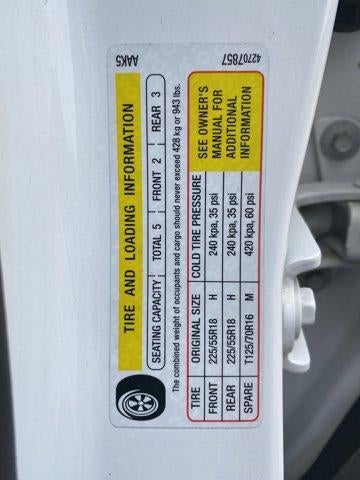 AAK5
42707857
TIRE AND LOADING INFORMATION
SEATING CAPACITY | TOTAL 5 | FRONT 2 | REAR 3
The combined weight of occupants and cargo should never exceed 428 kg or 943 lbs.
TIRE ORIGINAL SIZE COLD TIRE PRESSURE
FRONT 225/55R18 H 240 kpa, 35 psi
REAR 225/55R18 H 240 kpa, 35 psi
SPARE T125/70R16 M 420 kpa, 60 psi
SEE OWNER'S
MANUAL FOR
ADDITIONAL
INFORMATION